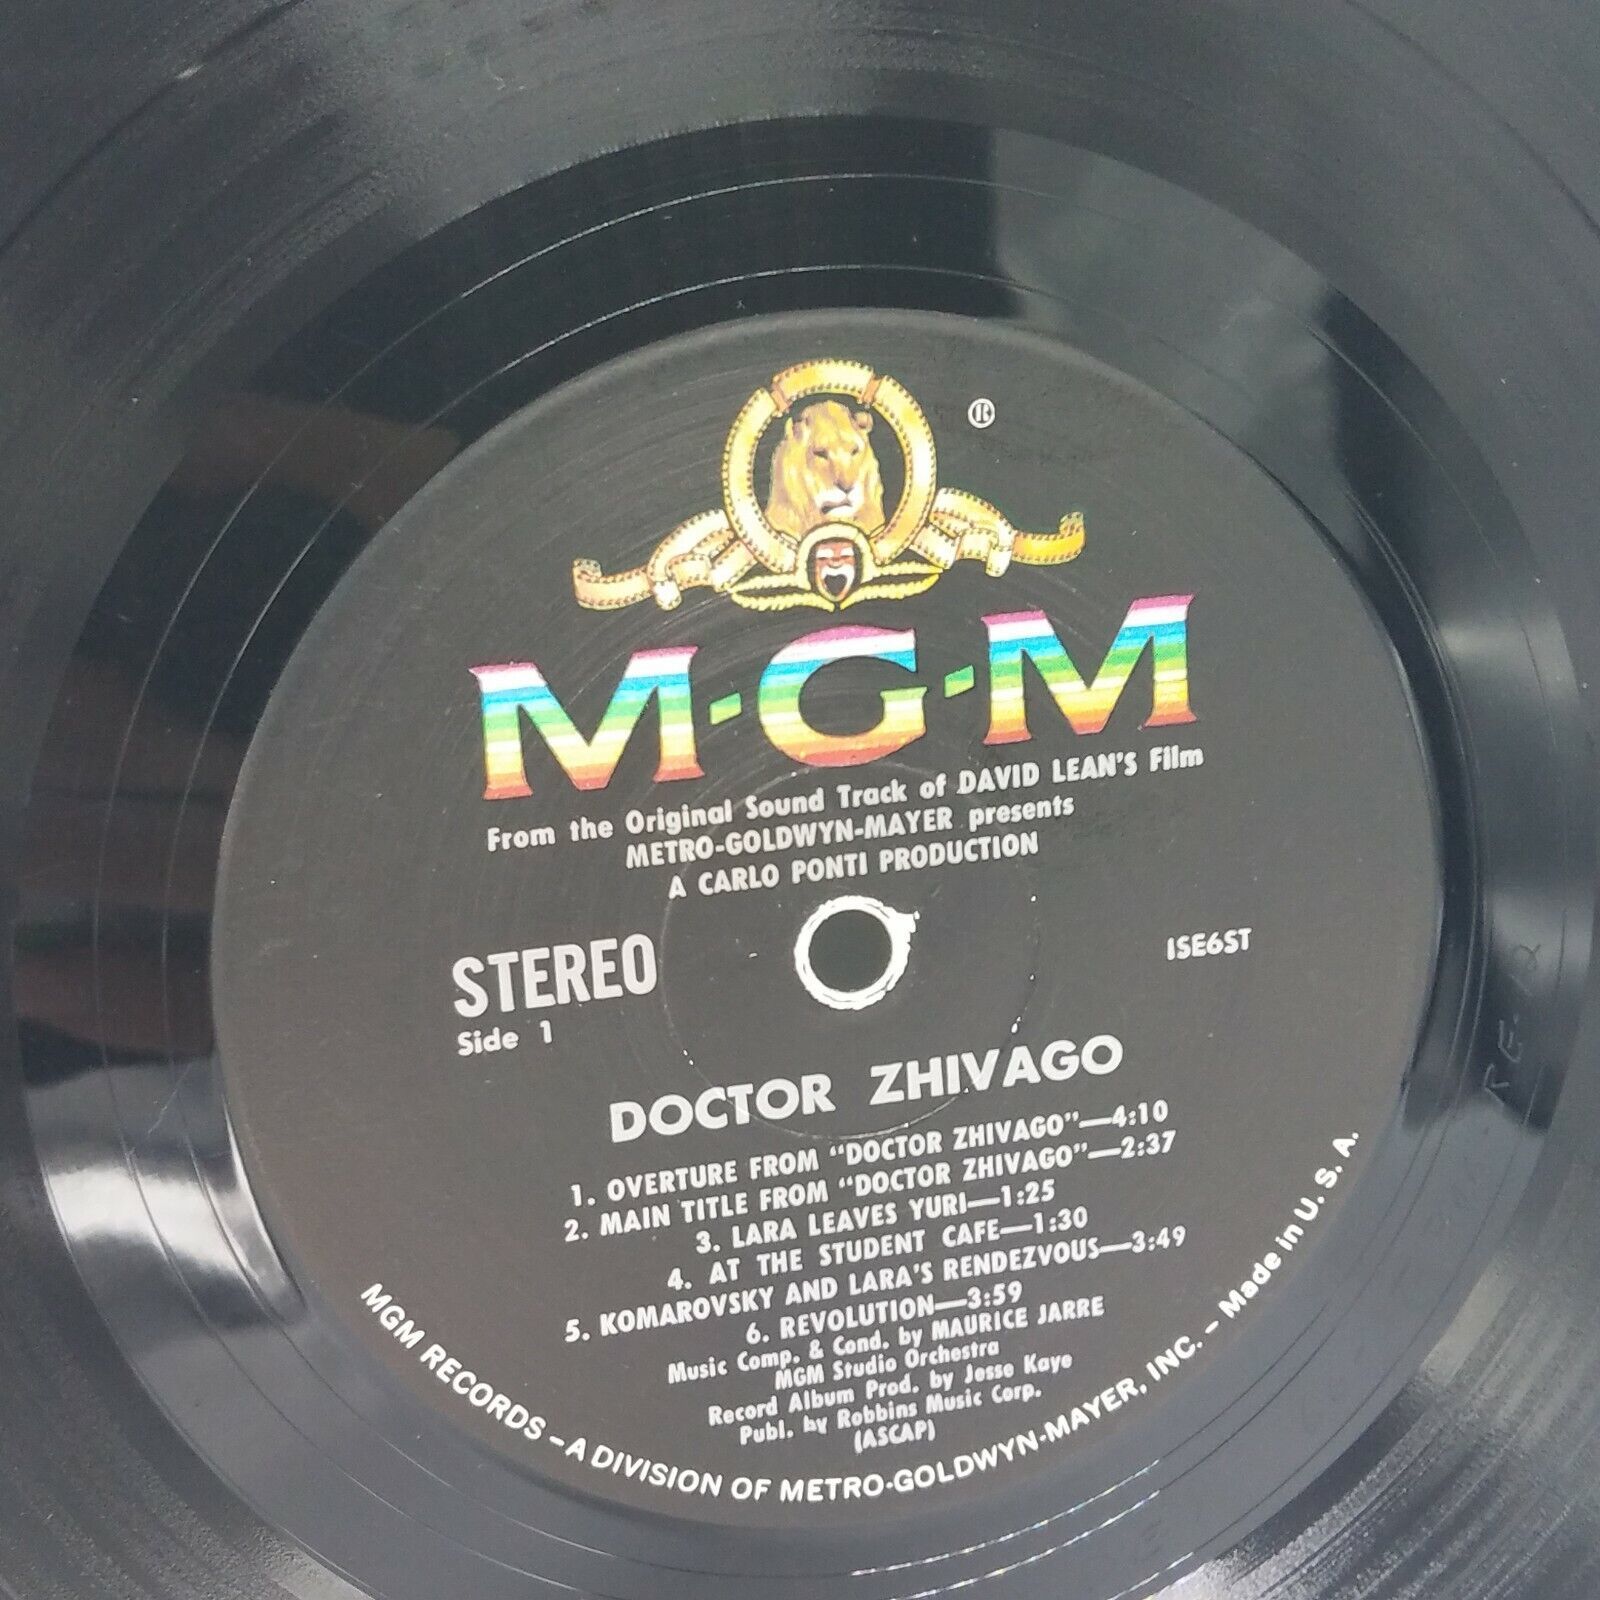 ®
M-G-M
From the Original Sound Track of DAVID LEAN'S Film
METRO-GOLDWYN-MAYER presents
A CARLO PONTI PRODUCTION
STEREO
Side 1
1SE6ST
DOCTOR ZHIVAGO
1. OVERTURE FROM "DOCTOR ZHIVAGO"—4:10
2. MAIN TITLE FROM "DOCTOR ZHIVAGO"—2:37
3. LARA LEAVES YURI—1:25
4. AT THE STUDENT CAFE—1:30
5. KOMAROVSKY AND LARA'S RENDEZVOUS—3:49
6. REVOLUTION—3:59
Music Comp. & Cond. by MAURICE JARRE
MGM Studio Orchestra
Record Album Prod. by Jesse Kaye
Publ. by Robbins Music Corp.
(ASCAP)
MGM RECORDS – A DIVISION OF METRO-GOLDWYN-MAYER, INC. – Made in U. S. A.